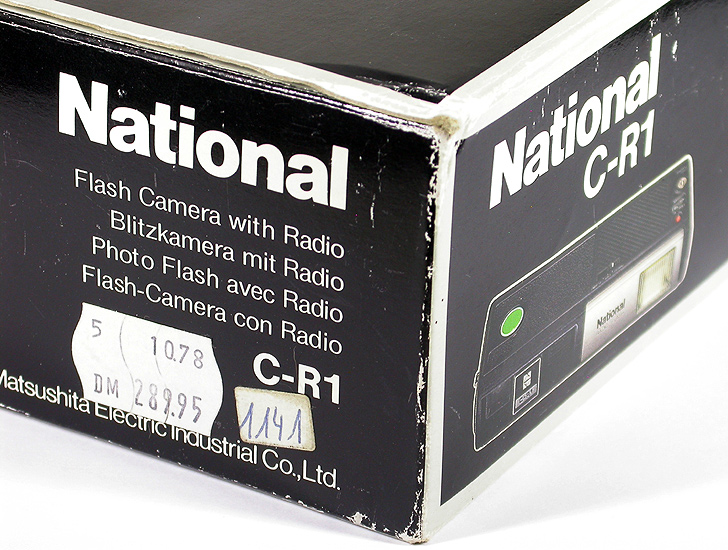 National
Flash Camera with Radio
Blitzkamera mit Radio
Photo Flash avec Radio
Flash-Camera con Radio
C-R1
5 10.78
DM 289.95
1141
Matsushita Electric Industrial Co.,Ltd.
National
C-R1
National